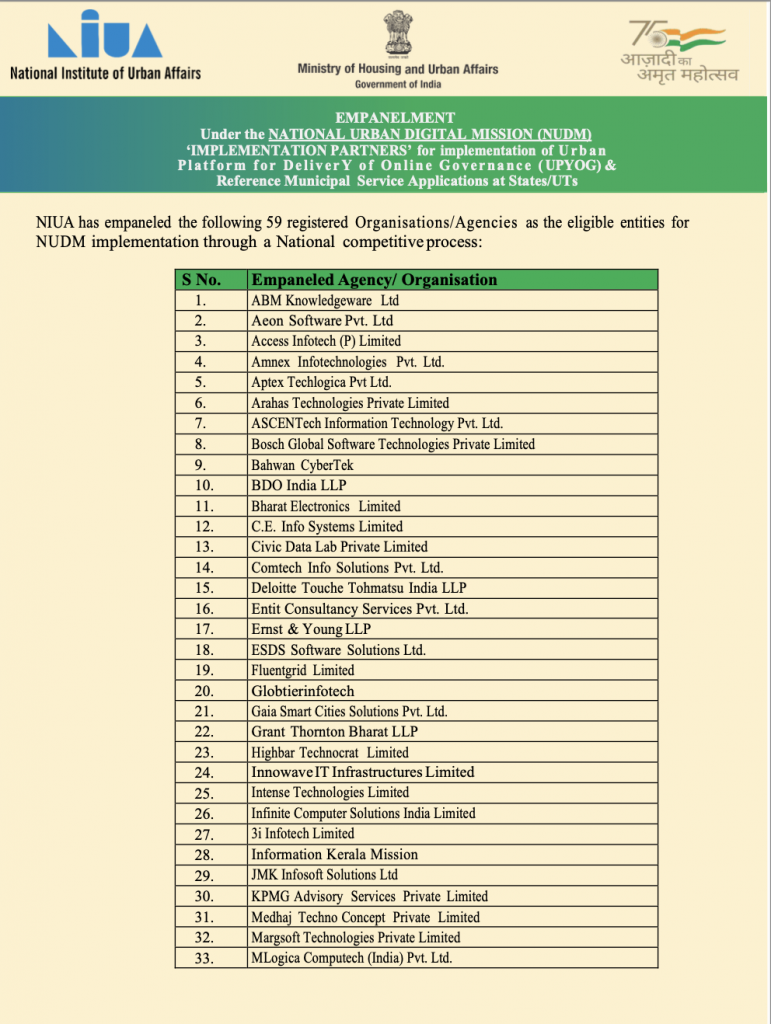 NIUA
National Institute of Urban Affairs
Ministry of Housing and Urban Affairs
Government of India
75
आज़ादी का
अमृत महोत्सव
EMPANELMENT
Under the NATIONAL URBAN DIGITAL MISSION (NUDM)
‘IMPLEMENTATION PARTNERS’ for implementation of Urban
Platform for DeliverY of Online Governance (UPYOG) &
Reference Municipal Service Applications at States/UTs
NIUA has empaneled the following 59 registered Organisations/Agencies as the eligible entities for
NUDM implementation through a National competitive process:
S No. Empaneled Agency/ Organisation
1. ABM Knowledgeware Ltd
2. Aeon Software Pvt. Ltd
3. Access Infotech (P) Limited
4. Amnex Infotechnologies Pvt. Ltd.
5. Aptex Techlogica Pvt Ltd.
6. Arahas Technologies Private Limited
7. ASCENTech Information Technology Pvt. Ltd.
8. Bosch Global Software Technologies Private Limited
9. Bahwan CyberTek
10. BDO India LLP
11. Bharat Electronics Limited
12. C.E. Info Systems Limited
13. Civic Data Lab Private Limited
14. Comtech Info Solutions Pvt. Ltd.
15. Deloitte Touche Tohmatsu India LLP
16. Entit Consultancy Services Pvt. Ltd.
17. Ernst & Young LLP
18. ESDS Software Solutions Ltd.
19. Fluentgrid Limited
20. Globtierinfotech
21. Gaia Smart Cities Solutions Pvt. Ltd.
22. Grant Thornton Bharat LLP
23. Highbar Technocrat Limited
24. Innowave IT Infrastructures Limited
25. Intense Technologies Limited
26. Infinite Computer Solutions India Limited
27. 3i Infotech Limited
28. Information Kerala Mission
29. JMK Infosoft Solutions Ltd
30. KPMG Advisory Services Private Limited
31. Medhaj Techno Concept Private Limited
32. Margsoft Technologies Private Limited
33. MLogica Computech (India) Pvt. Ltd.